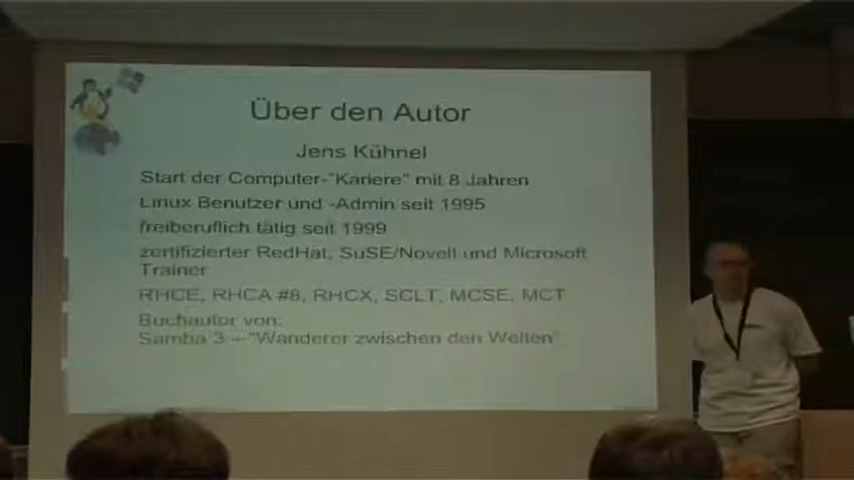 Über den Autor
Jens Kühnel
Start der Computer-"Kariere" mit 8 Jahren
Linux Benutzer und -Admin seit 1995
freiberuflich tätig seit 1999
zertifizierter RedHat, SuSE/Novell und Microsoft
Trainer
RHCE, RHCA #8, RHCX, SCLT, MCSE, MCT
Buchautor von:
Samba 3 – "Wanderer zwischen den Welten"